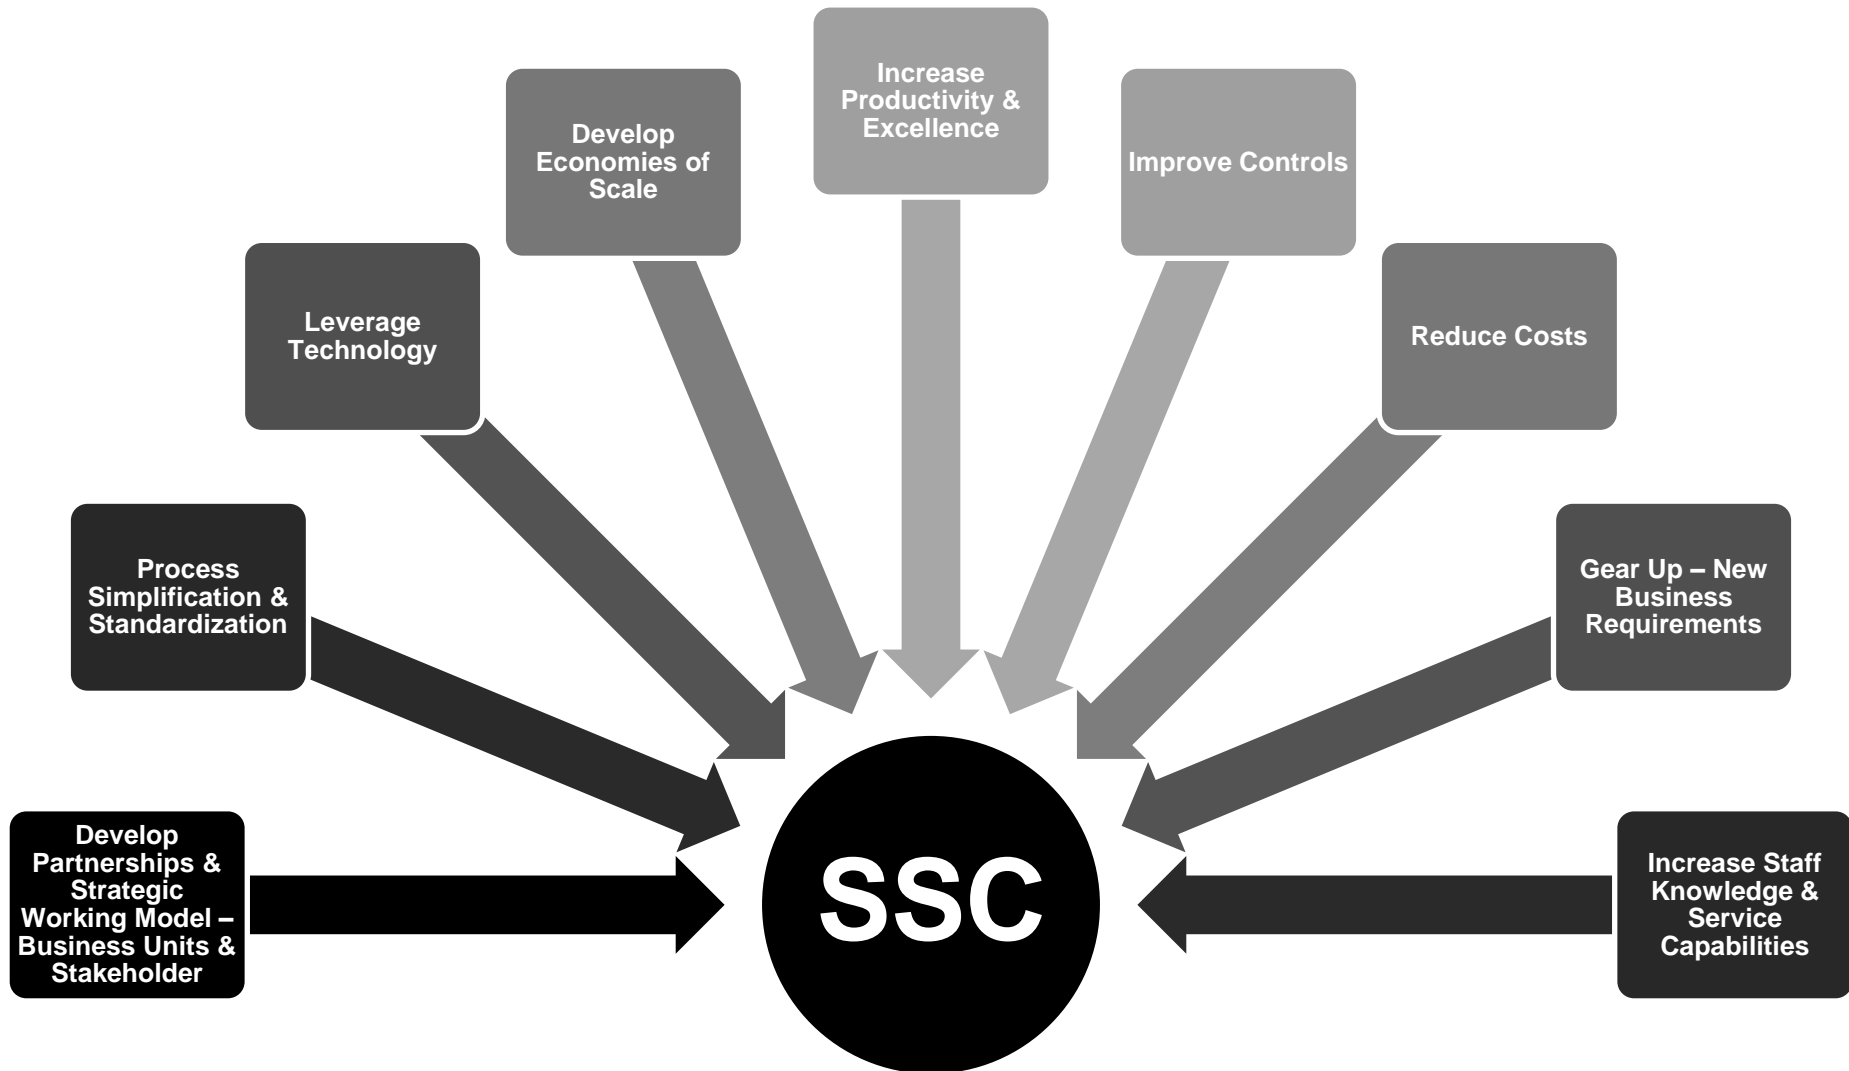 Increase
Productivity &
Excellence
Develop
Economies of
Scale
Improve Controls
Leverage
Technology
Reduce Costs
Process
Simplification &
Standardization
Gear Up – New
Business
Requirements
Develop
Partnerships &
Strategic
Working Model –
Business Units &
Stakeholder
SSC
Increase Staff
Knowledge &
Service
Capabilities